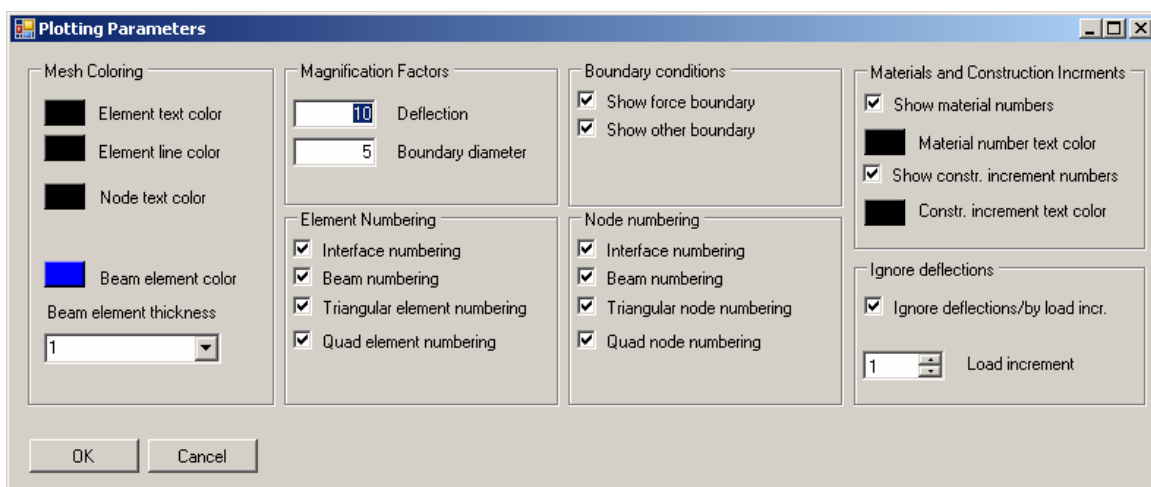 Plotting Parameters
Mesh Coloring
Element text color
Element line color
Node text color
Beam element color
Beam element thickness
1
Magnification Factors
10 Deflection
5 Boundary diameter
Element Numbering
Interface numbering
Beam numbering
Triangular element numbering
Quad element numbering
Boundary conditions
Show force boundary
Show other boundary
Node numbering
Interface numbering
Beam numbering
Triangular node numbering
Quad node numbering
Materials and Construction Incrments
Show material numbers
Material number text color
Show constr. increment numbers
Constr. increment text color
Ignore deflections
Ignore deflections/by load incr.
1 Load increment
OK Cancel